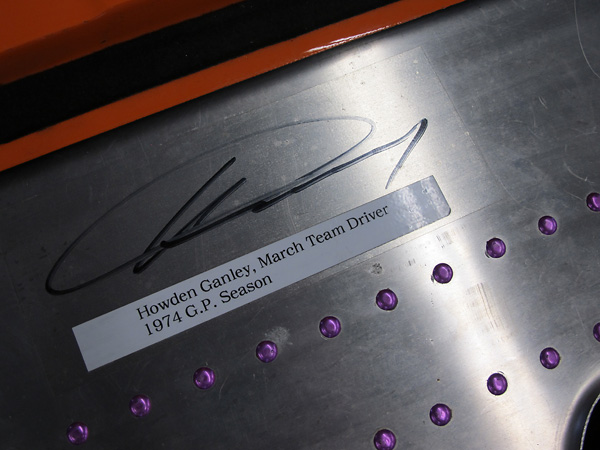 Howden Ganley, March Team Driver
1974 G.P. Season